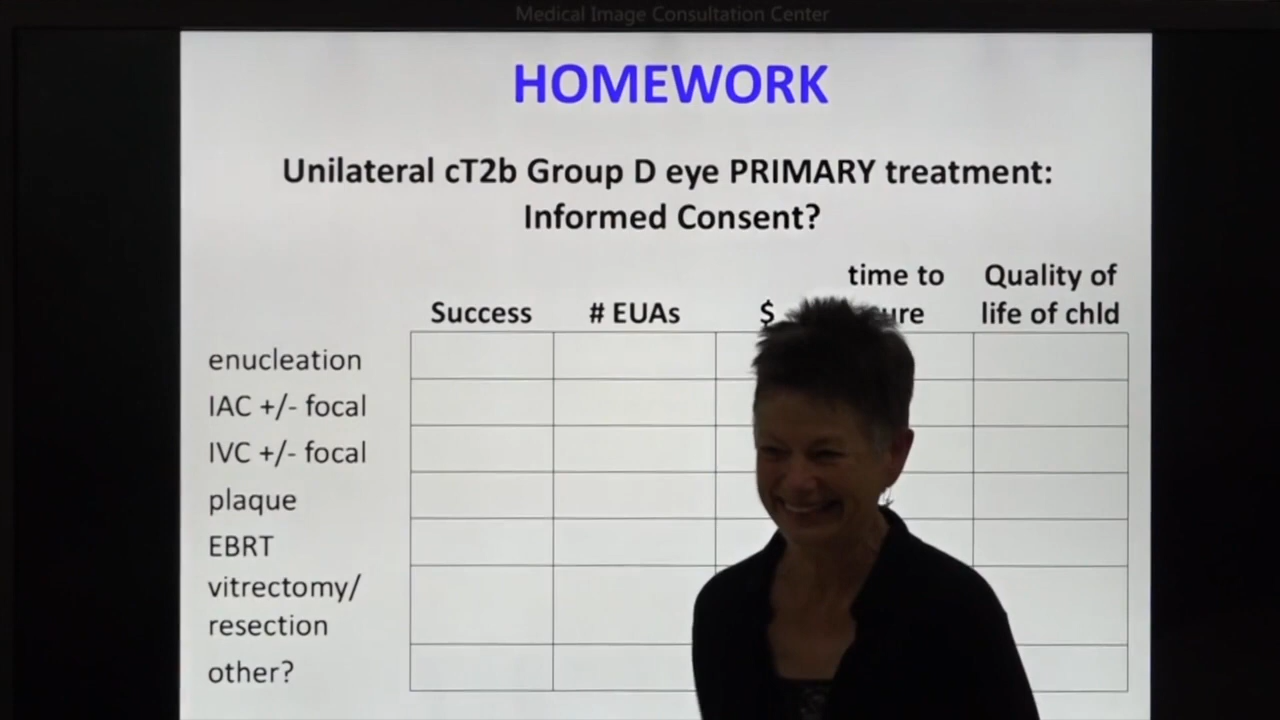 Medical Image Consultation Center
HOMEWORK
Unilateral cT2b Group D eye PRIMARY treatment:
Informed Consent?
time to
Quality of
Success # EUAs $
life of chld
enucleation
IAC +/- focal
IVC +/- focal
plaque
EBRT
vitrectomy/
resection
other?